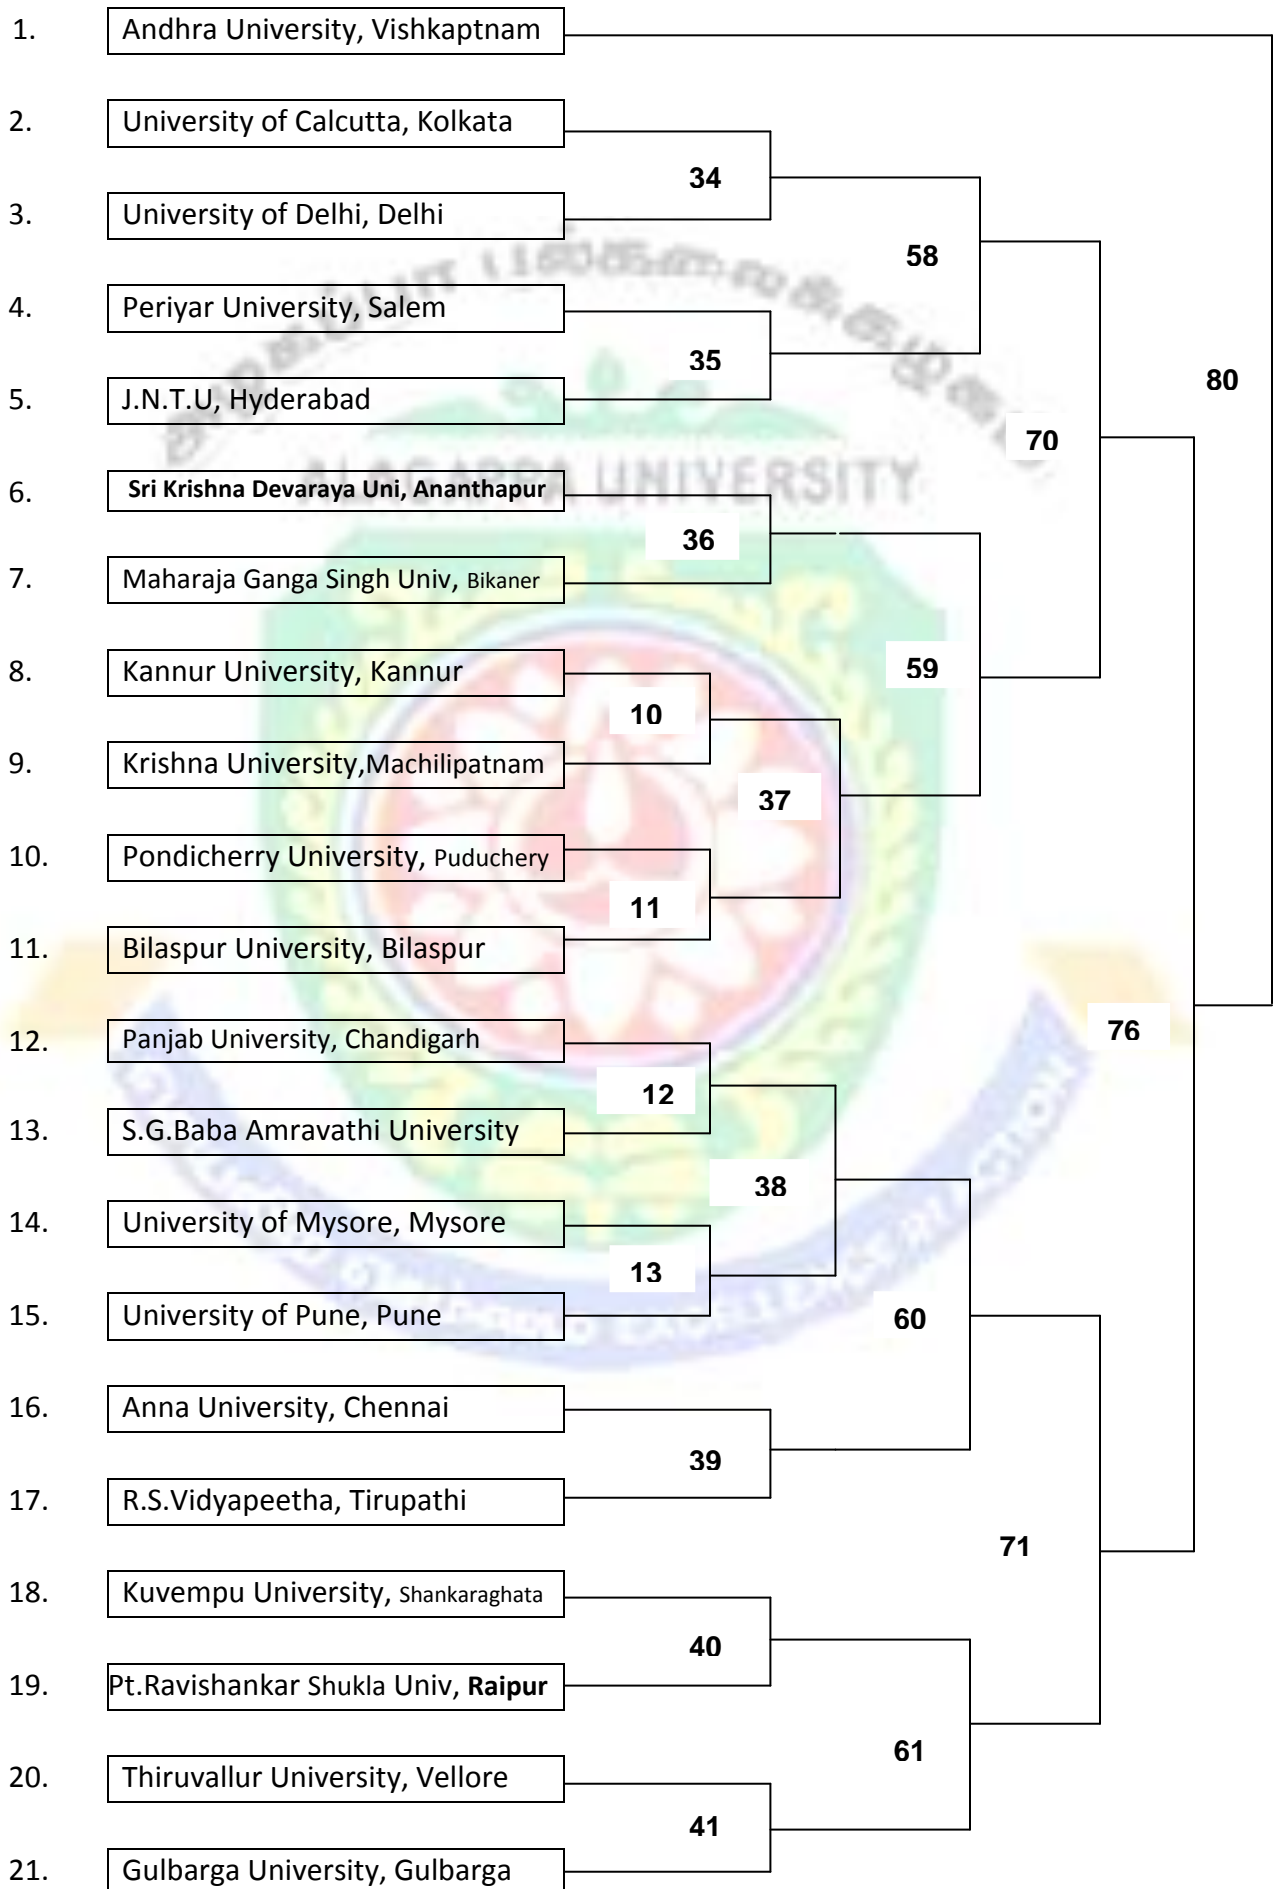 1. Andhra University, Vishkaptnam
2. University of Calcutta, Kolkata
34
3. University of Delhi, Delhi
58
4. Periyar University, Salem
35
80
5. J.N.T.U, Hyderabad
70
ALAGAPPA UNIVERSITY
6. Sri Krishna Devaraya Uni, Ananthapur
36
7. Maharaja Ganga Singh Univ, Bikaner
8. Kannur University, Kannur
59
10
9. Krishna University,Machilipatnam
37
10. Pondicherry University, Puduchery
11
11. Bilaspur University, Bilaspur
76
12. Panjab University, Chandigarh
12
13. S.G.Baba Amravathi University
38
14. University of Mysore, Mysore
13
15. University of Pune, Pune
60
16. Anna University, Chennai
39
17. R.S.Vidyapeetha, Tirupathi
71
18. Kuvempu University, Shankaraghata
40
19. Pt.Ravishankar Shukla Univ, Raipur
61
20. Thiruvallur University, Vellore
41
21. Gulbarga University, Gulbarga